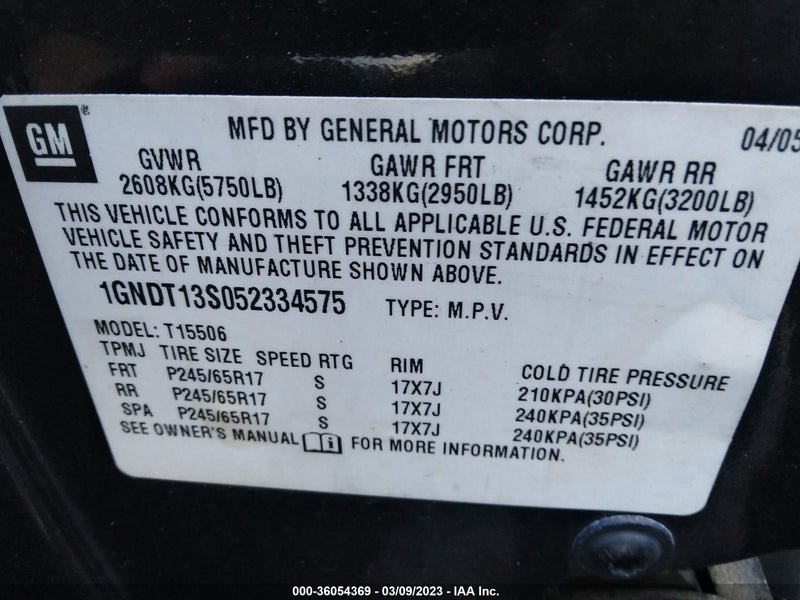 GM®
MFD BY GENERAL MOTORS CORP. 04/05
GVWR GAWR FRT GAWR RR
2608KG(5750LB) 1338KG(2950LB) 1452KG(3200LB)
THIS VEHICLE CONFORMS TO ALL APPLICABLE U.S. FEDERAL MOTOR
VEHICLE SAFETY AND THEFT PREVENTION STANDARDS IN EFFECT ON
THE DATE OF MANUFACTURE SHOWN ABOVE.
1GNDT13S052334575 TYPE: M.P.V.
MODEL: T15506
TPMJ TIRE SIZE SPEED RTG RIM COLD TIRE PRESSURE
FRT P245/65R17 S 17X7J 210KPA(30PSI)
RR P245/65R17 S 17X7J 240KPA(35PSI)
SPA P245/65R17 S 17X7J 240KPA(35PSI)
SEE OWNER'S MANUAL i FOR MORE INFORMATION.
000-36054369 — 03/09/2023 - IAA Inc.